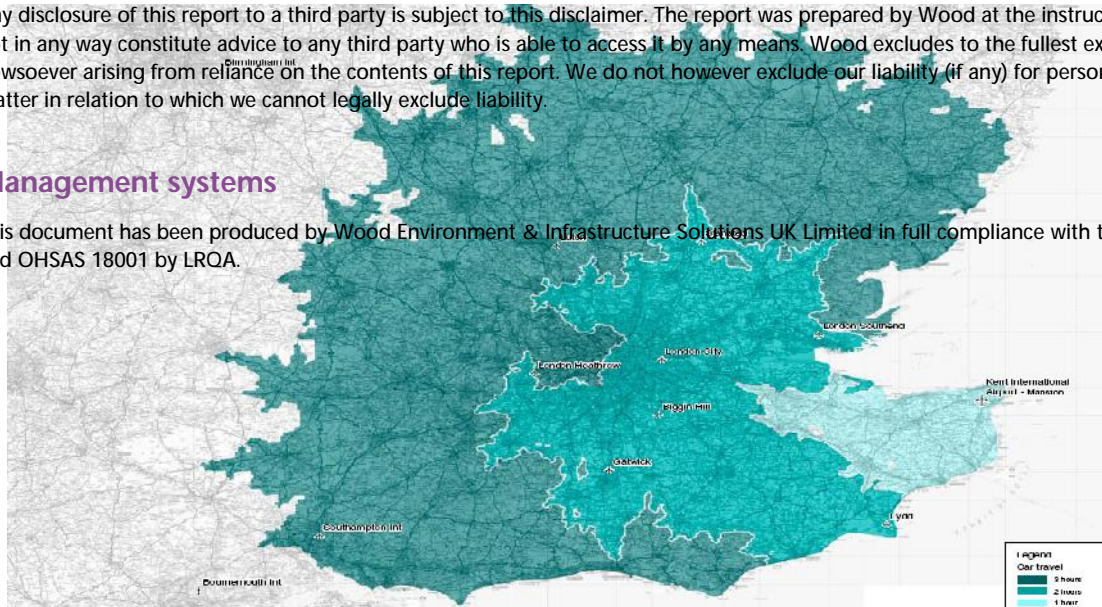 ny disclosure of this report to a third party is subject to this disclaimer. The report was prepared by Wood at the instruc
t in any way constitute advice to any third party who is able to access it by any means. Wood excludes to the fullest ex
wsoever arising from reliance on the contents of this report. We do not however exclude our liability (if any) for person
atter in relation to which we cannot legally exclude liability.
Birmingham Int
anagement systems
is document has been produced by Wood Environment & Infrastructure Solutions UK Limited in full compliance with t
d OHSAS 18001 by LRQA.
London Southend
London City
London Heathrow
Kent International
Airport - Manston
Biggin Hill
Gatwick
Lydd
Southampton Int
Bournemouth Int
Legend
Car travel
3 hours
2 hours
1 hour